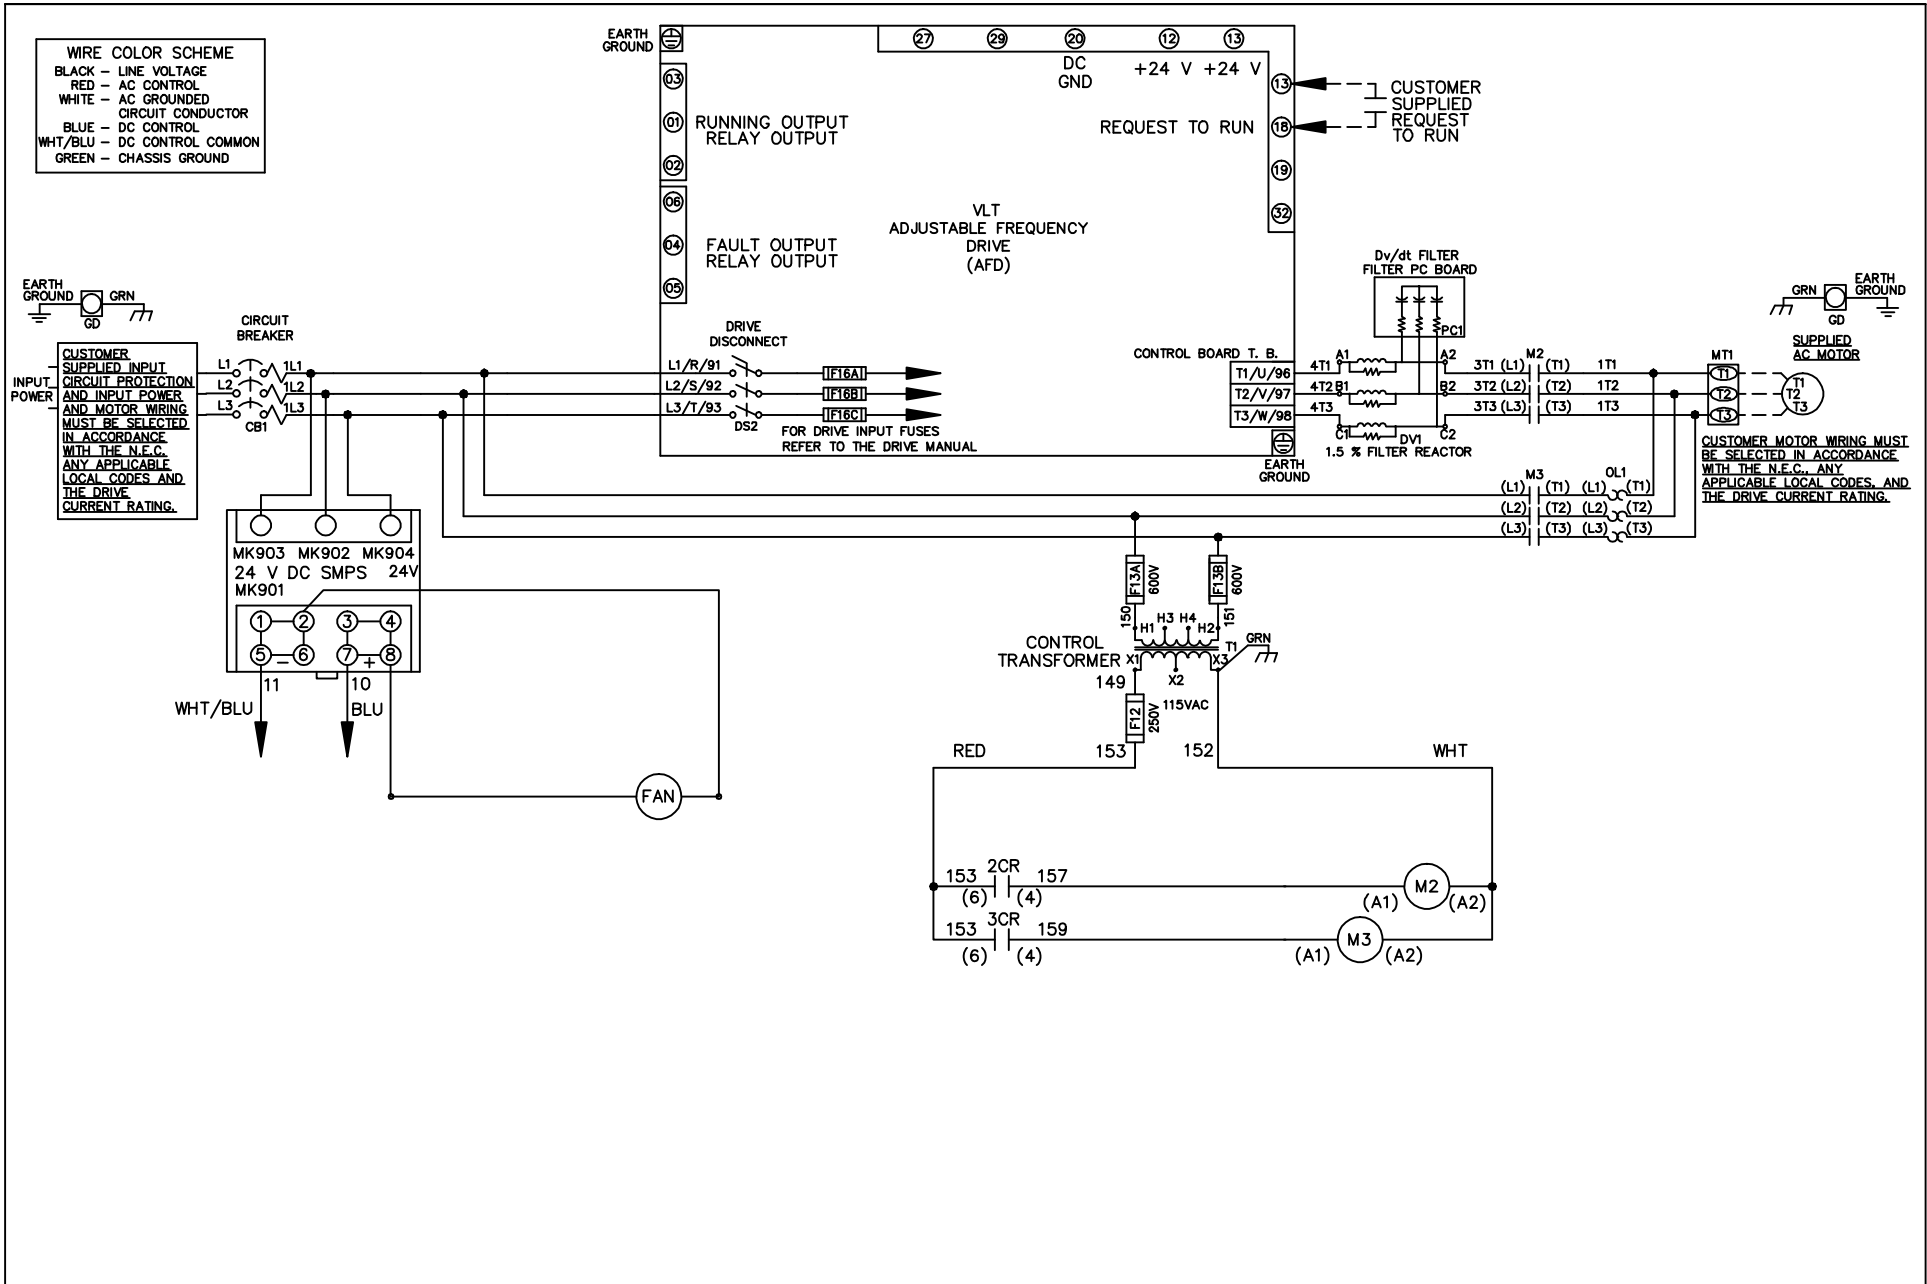 WIRE COLOR SCHEME
BLACK – LINE VOLTAGE
RED – AC CONTROL
WHITE – AC GROUNDED
CIRCUIT CONDUCTOR
BLUE – DC CONTROL
WHT/BLU – DC CONTROL COMMON
GREEN – CHASSIS GROUND
EARTH
GROUND
27 29 20 12 13
DC
GND
+24 V +24 V
03
01
02
RUNNING OUTPUT
RELAY OUTPUT
06
04
05
FAULT OUTPUT
RELAY OUTPUT
REQUEST TO RUN
13
18
19
32
CUSTOMER
SUPPLIED
REQUEST
TO RUN
VLT
ADJUSTABLE FREQUENCY
DRIVE
(AFD)
EARTH
GROUND
GRN
GD
INPUT
POWER
CUSTOMER
SUPPLIED INPUT
CIRCUIT PROTECTION
AND INPUT POWER
AND MOTOR WIRING
MUST BE SELECTED
IN ACCORDANCE
WITH THE N.E.C.
ANY APPLICABLE
LOCAL CODES AND
THE DRIVE
CURRENT RATING.
CIRCUIT
BREAKER
L1 1L1
L2 1L2
L3 1L3
CB1
DRIVE
DISCONNECT
L1/R/91 F16A
L2/S/92 F16B
L3/T/93 F16C
DS2
FOR DRIVE INPUT FUSES
REFER TO THE DRIVE MANUAL
CONTROL BOARD T. B.
T1/U/96
T2/V/97
T3/W/98
EARTH
GROUND
Dv/dt FILTER
FILTER PC BOARD
PC1
4T1 A1 A2
4T2 B1 B2
4T3 C1 C2
DV1
1.5 % FILTER REACTOR
M2
3T1 (L1) (T1) 1T1
3T2 (L2) (T2) 1T2
3T3 (L3) (T3) 1T3
MT1
T1
T2
T3
GRN
EARTH
GROUND
GD
SUPPLIED
AC MOTOR
T1
T2
T3
CUSTOMER MOTOR WIRING MUST
BE SELECTED IN ACCORDANCE
WITH THE N.E.C., ANY
APPLICABLE LOCAL CODES, AND
THE DRIVE CURRENT RATING.
M3 OL1
(L1) (T1) (L1) (T1)
(L2) (T2) (L2) (T2)
(L3) (T3) (L3) (T3)
MK903 MK902 MK904
24 V DC SMPS 24V
MK901
1 2 3 4
5 – 6 7 + 8
11 10
WHT/BLU BLU
FAN
F13A
600V
F13B
600V
150 151
H1 H3 H4 H2
CONTROL
TRANSFORMER
T1
GRN
X1 X2 X3
149
F12
250V
115VAC
RED 153 152 WHT
153 2CR 157 M2
(6) (4) (A1) (A2)
153 3CR 159 M3
(6) (4) (A1) (A2)